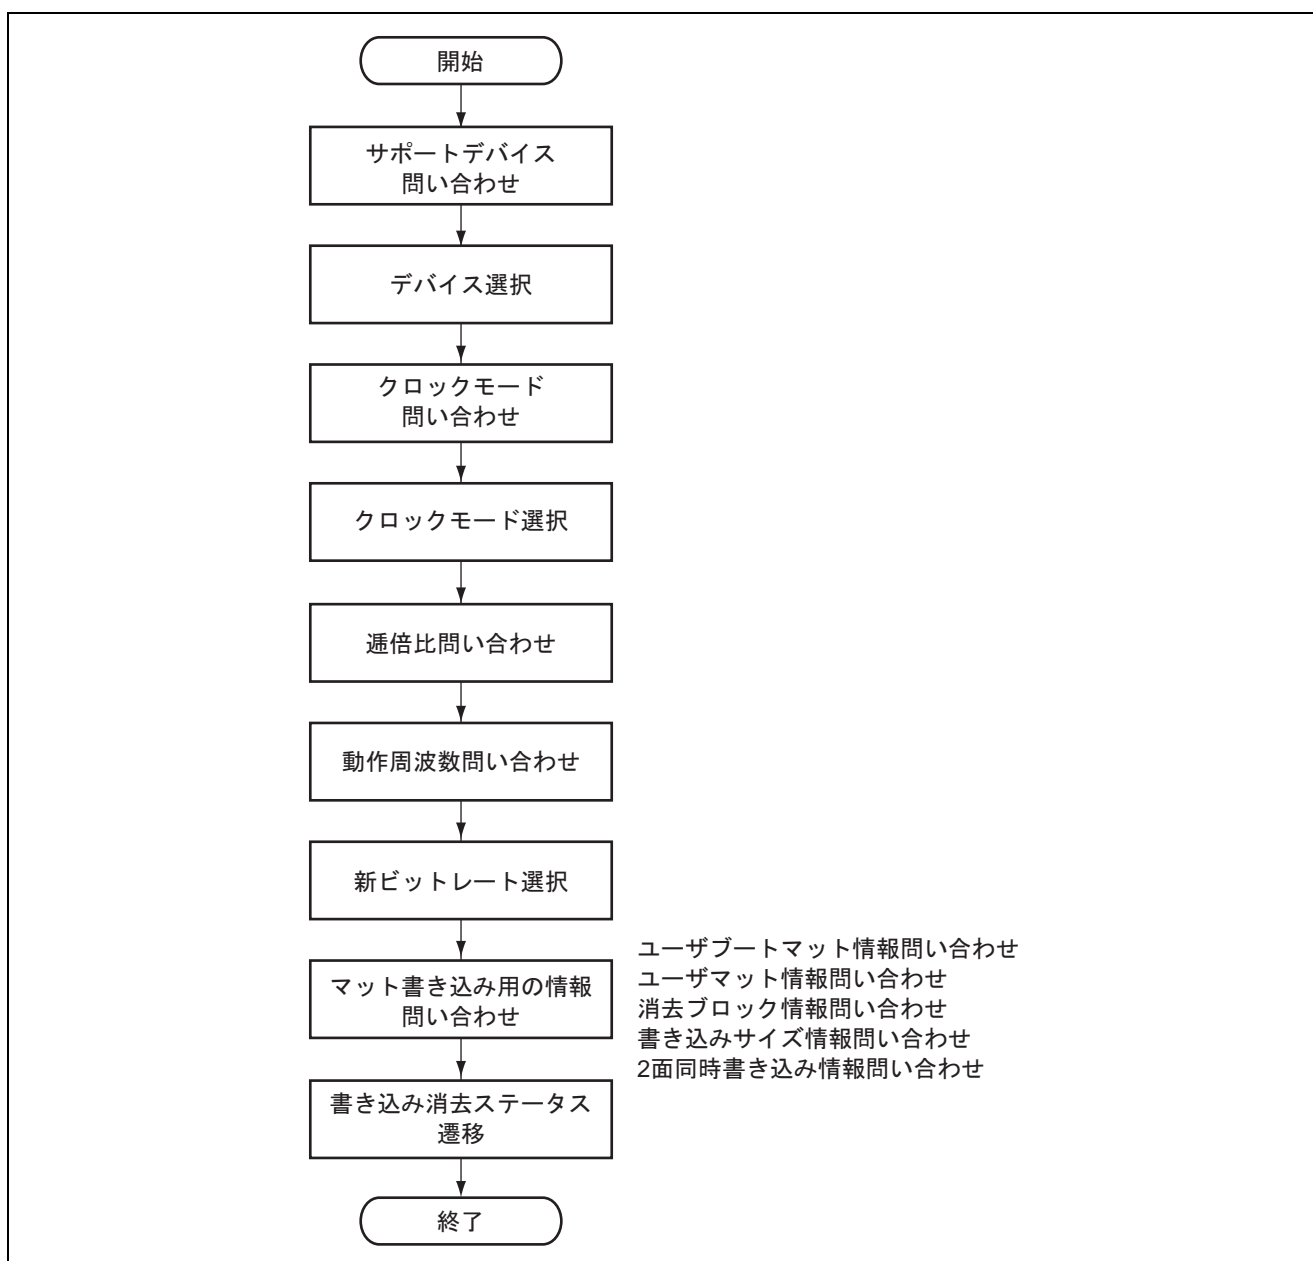 開始
サポートデバイス
問い合わせ
デバイス選択
クロックモード
問い合わせ
クロックモード選択
逓倍比問い合わせ
動作周波数問い合わせ
新ビットレート選択
マット書き込み用の情報
問い合わせ
ユーザブートマット情報問い合わせ
ユーザマット情報問い合わせ
消去ブロック情報問い合わせ
書き込みサイズ情報問い合わせ
2面同時書き込み情報問い合わせ
書き込み消去ステータス
遷移
終了